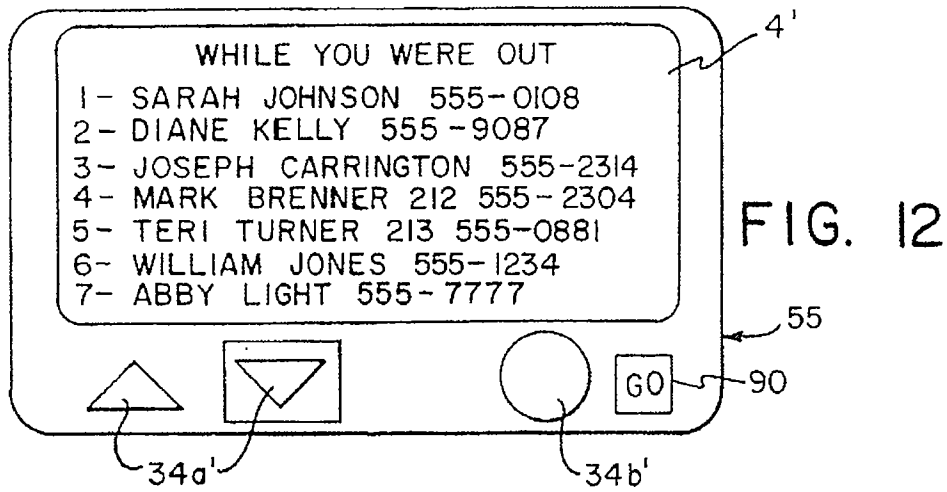 WHILE YOU WERE OUT
1- SARAH JOHNSON 555-0108
2- DIANE KELLY 555-9087
3- JOSEPH CARRINGTON 555-2314
4- MARK BRENNER 212 555-2304
5- TERI TURNER 213 555-0881
6- WILLIAM JONES 555-1234
7- ABBY LIGHT 555-7777
4'
FIG. 12
55
GO
90
34a'
34b'